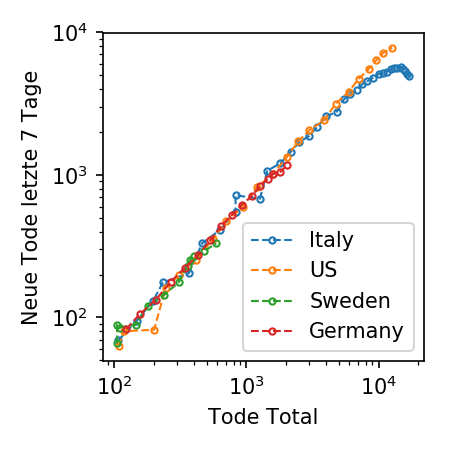 10⁴
10³
10²
Neue Tode letzte 7 Tage
Italy
US
Sweden
Germany
10² 10³ 10⁴
Tode Total